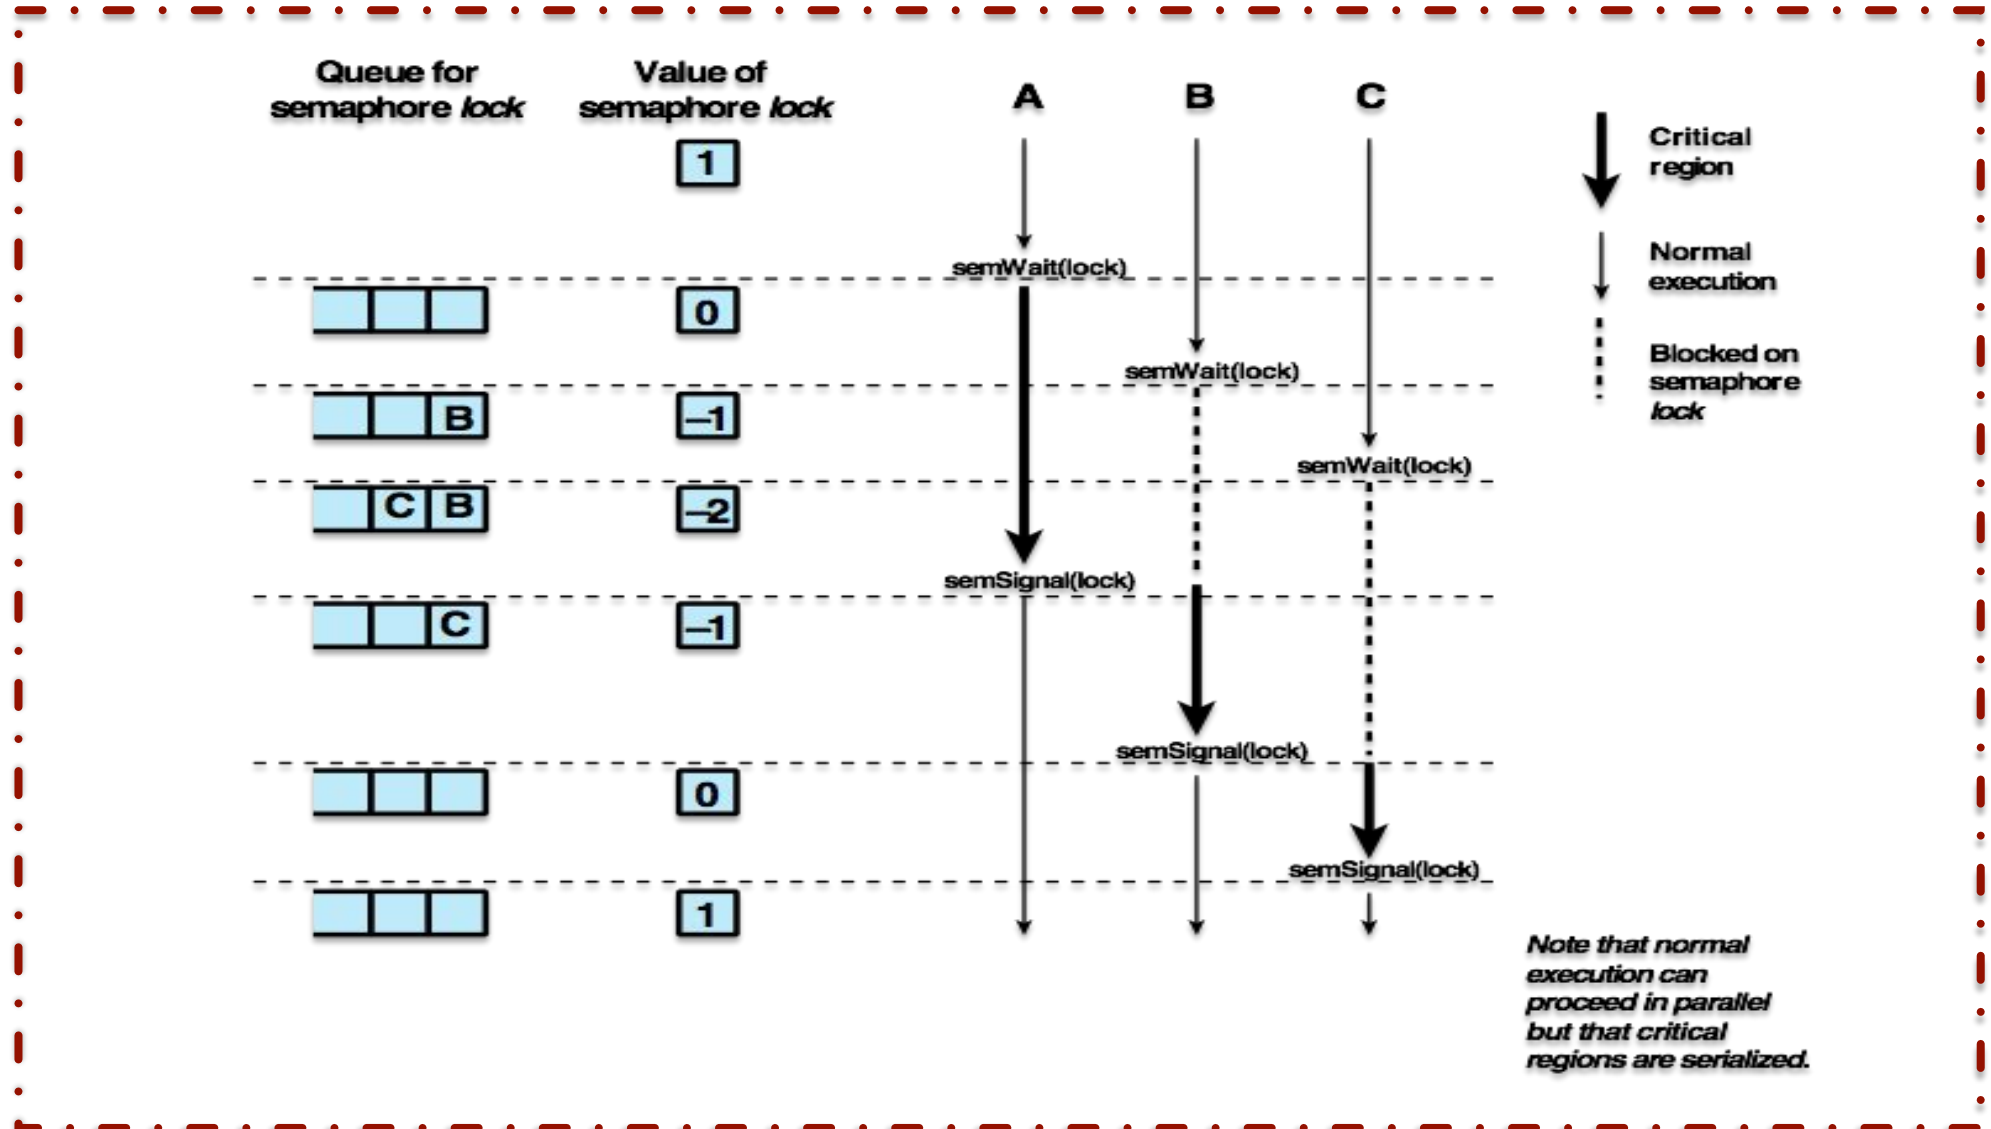 Queue for
semaphore lock
Value of
semaphore lock
A
B
C
1
Critical
region
Normal
execution
Blocked on
semaphore
lock
semWait(lock)
0
semWait(lock)
B
–1
semWait(lock)
C B
–2
semSignal(lock)
C
–1
semSignal(lock)
0
semSignal(lock)
1
Note that normal
execution can
proceed in parallel
but that critical
regions are serialized.